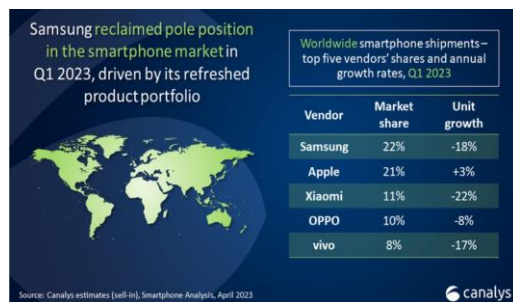 Samsung reclaimed pole position
in the smartphone market in
Q1 2023, driven by its refreshed
product portfolio
Worldwide smartphone shipments–
top five vendors' shares and annual
growth rates, Q1 2023
Vendor Market share Unit growth
Samsung 22% -18%
Apple 21% +3%
Xiaomi 11% -22%
OPPO 10% -8%
vivo 8% -17%
Source: Canalys estimates (sell-in), Smartphone Analysis, April 2023
canalys